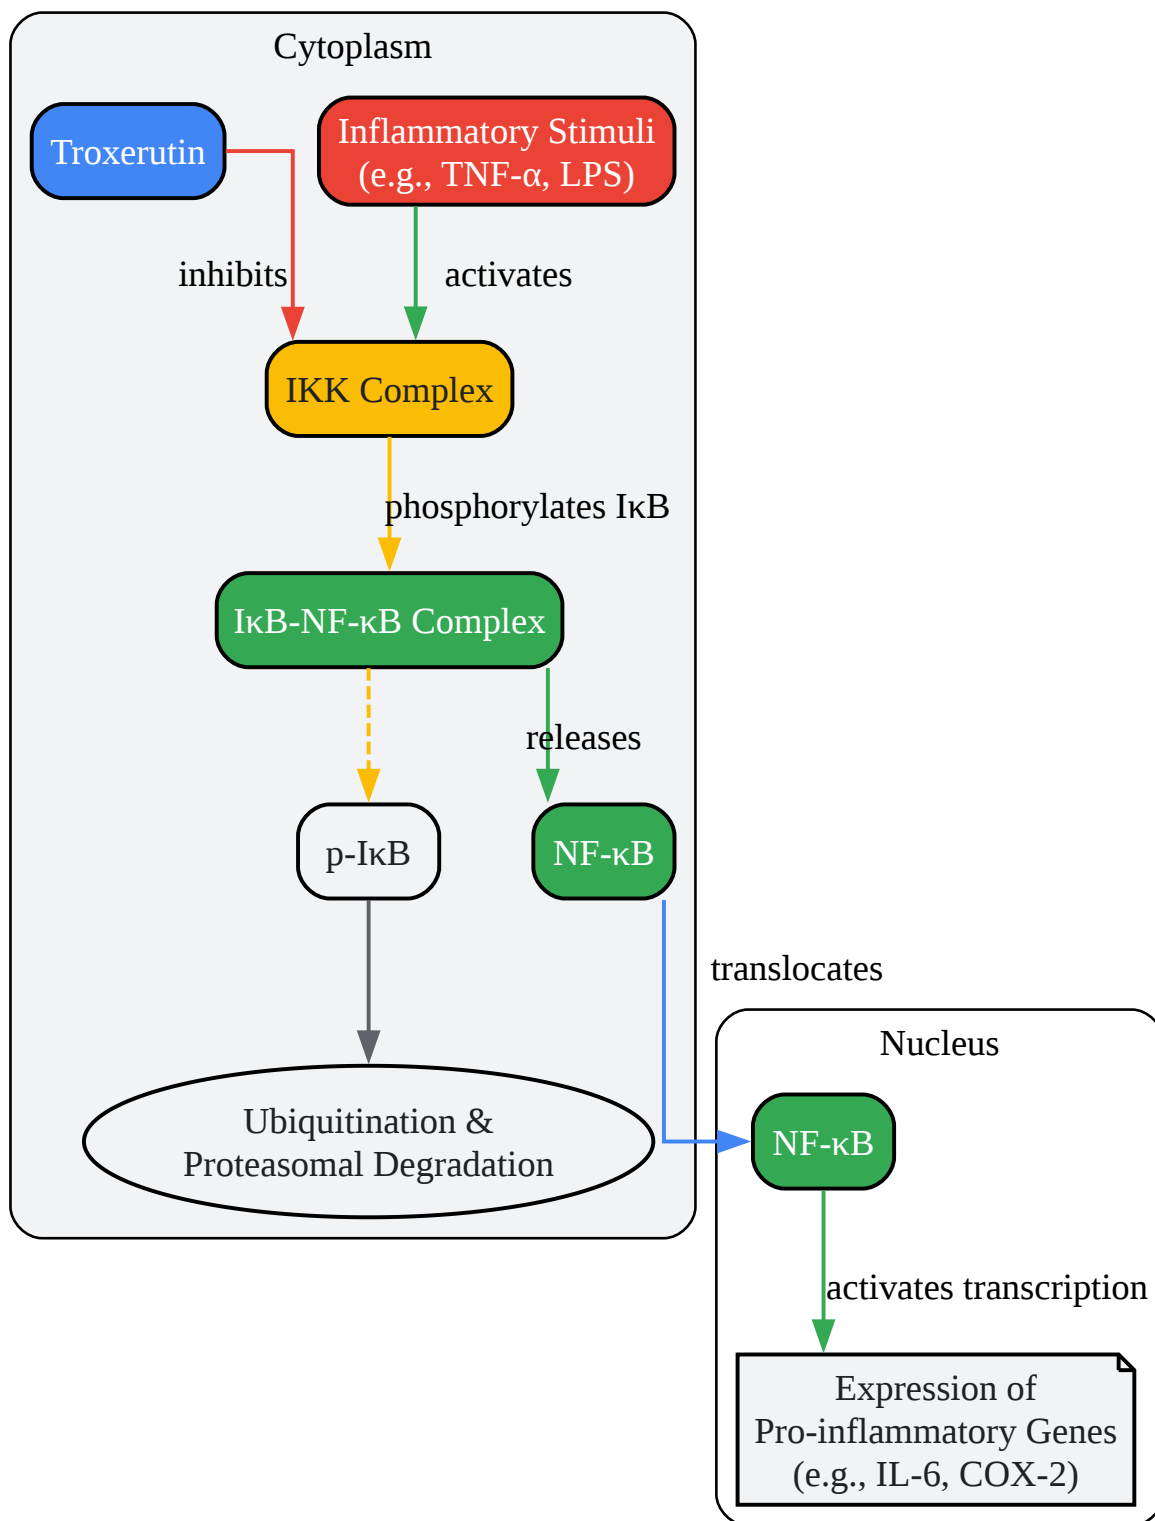 Cytoplasm
Troxerutin
Inflammatory Stimuli
(e.g., TNF-α, LPS)
inhibits
activates
IKK Complex
phosphorylates IκB
IκB-NF-κB Complex
releases
p-IκB
NF-κB
translocates
Nucleus
Ubiquitination &
Proteasomal Degradation
NF-κB
activates transcription
Expression of
Pro-inflammatory Genes
(e.g., IL-6, COX-2)